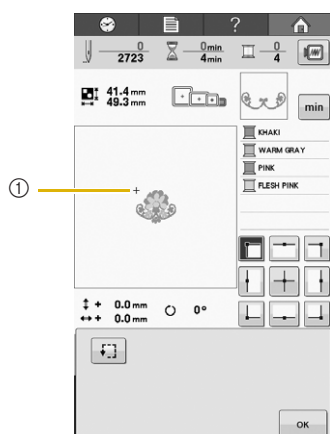 ?
0 0min 0
2723 4min 4
41.4 mm
49.3 mm
min
KHAKI
WARM GRAY
PINK
FLESH PINK
①
+ 0.0 mm 0°
+ 0.0 mm
OK